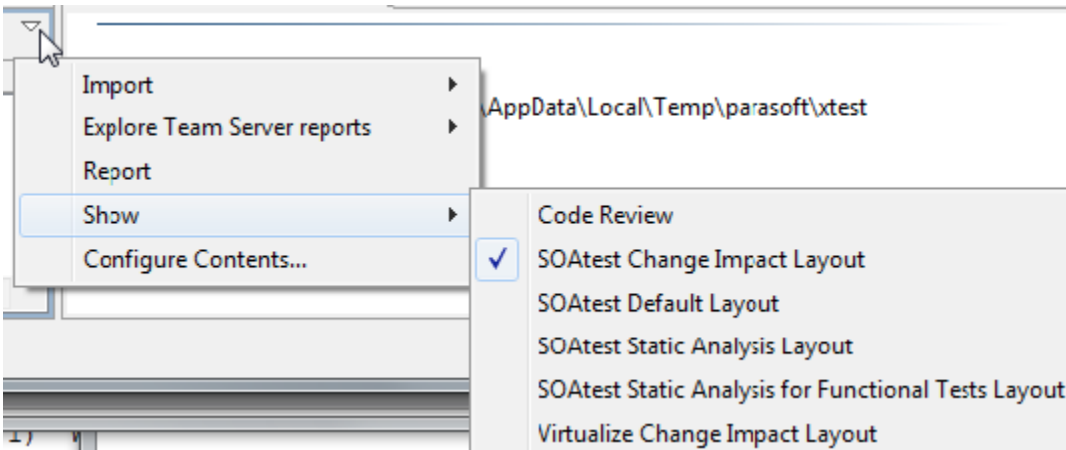 Import
Explore Team Server reports
\AppData\Local\Temp\parasoft\xtest
Report
Show
Code Review
Configure Contents...
SOAtest Change Impact Layout
SOAtest Default Layout
SOAtest Static Analysis Layout
SOAtest Static Analysis for Functional Tests Layout
Virtualize Change Impact Layout